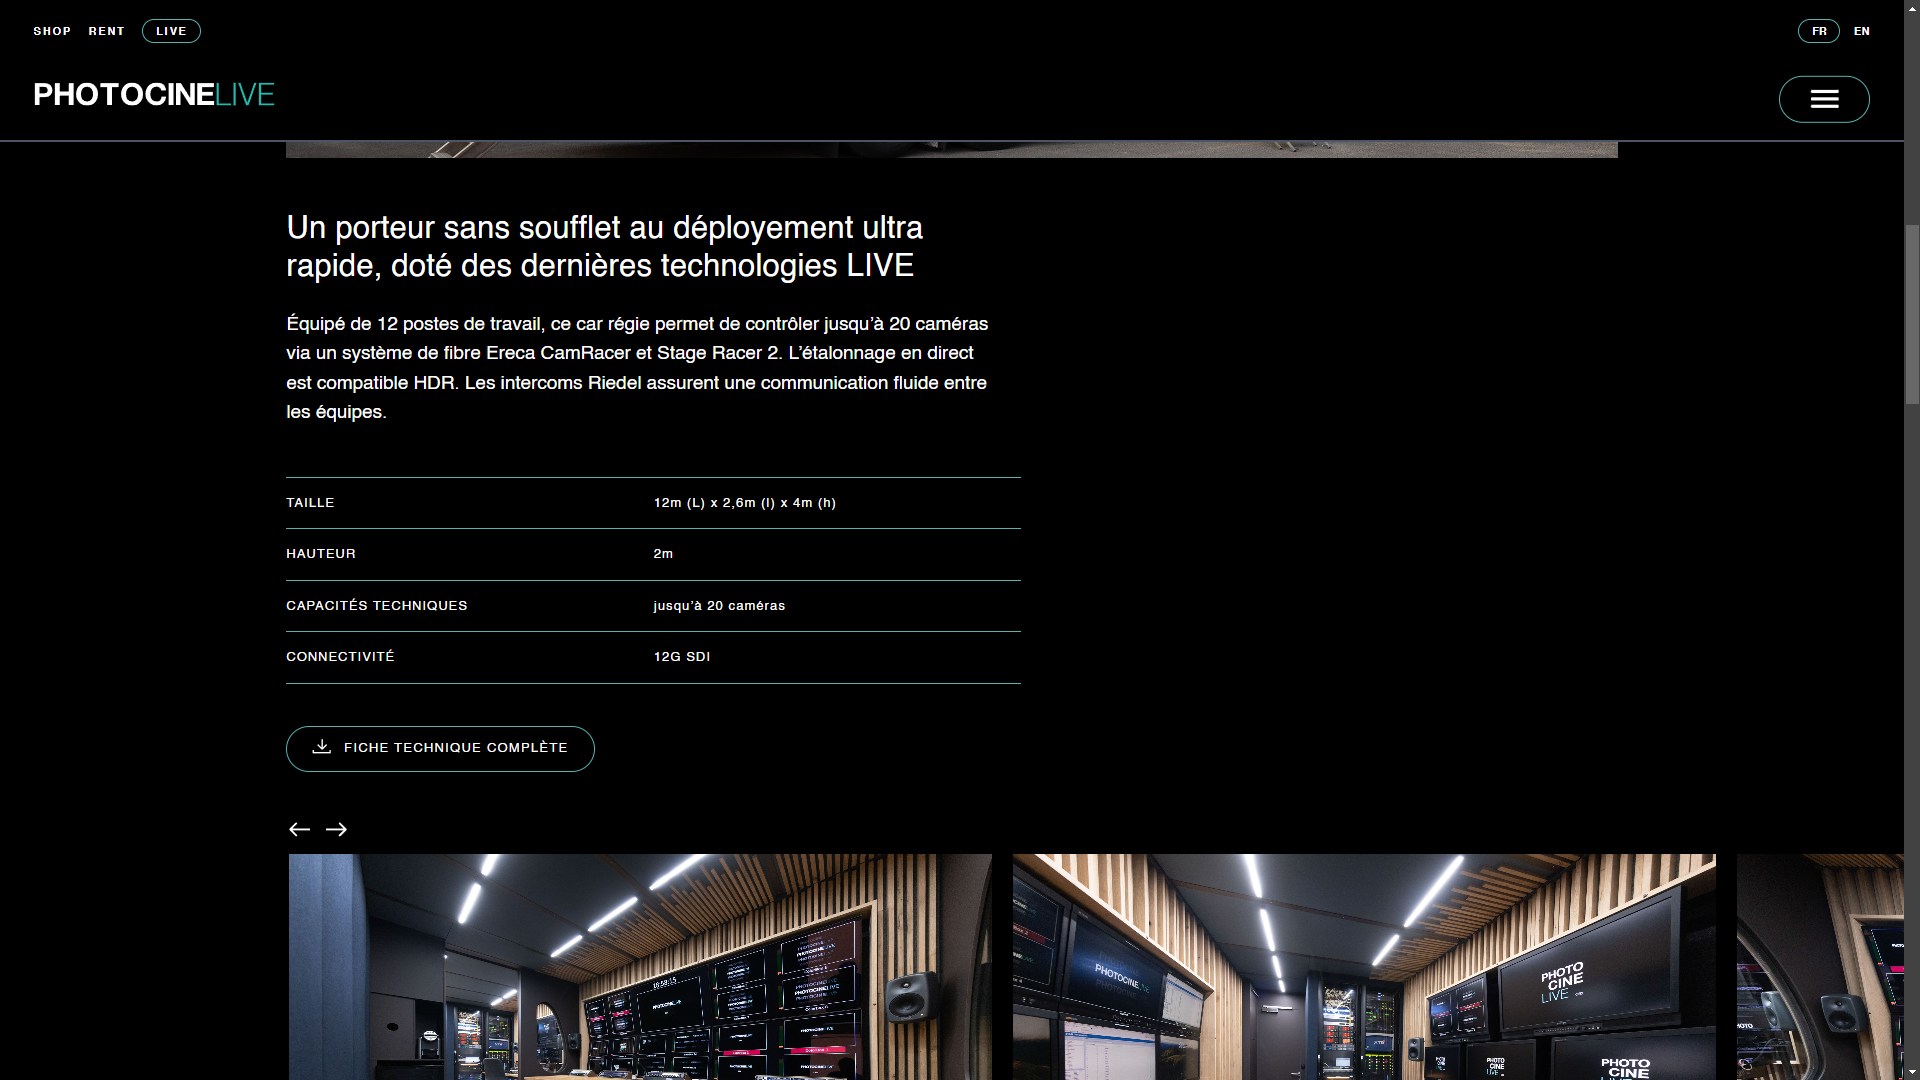 SHOP RENT LIVE FR EN
PHOTOCINELIVE
Un porteur sans soufflet au déployement ultra
rapide, doté des dernières technologies LIVE
Équipé de 12 postes de travail, ce car régie permet de contrôler jusqu’à 20 caméras
via un système de fibre Ereca CamRacer et Stage Racer 2. L’étalonnage en direct
est compatible HDR. Les intercoms Riedel assurent une communication fluide entre
les équipes.
TAILLE 12m (L) x 2,6m (l) x 4m (h)
HAUTEUR 2m
CAPACITÉS TECHNIQUES jusqu’à 20 caméras
CONNECTIVITÉ 12G SDI
FICHE TECHNIQUE COMPLÈTE
PHOTOCINELIVE
PHOTO
CINE
LIVE
PHOTO
CINE
LIVE
PHOTO
CINE